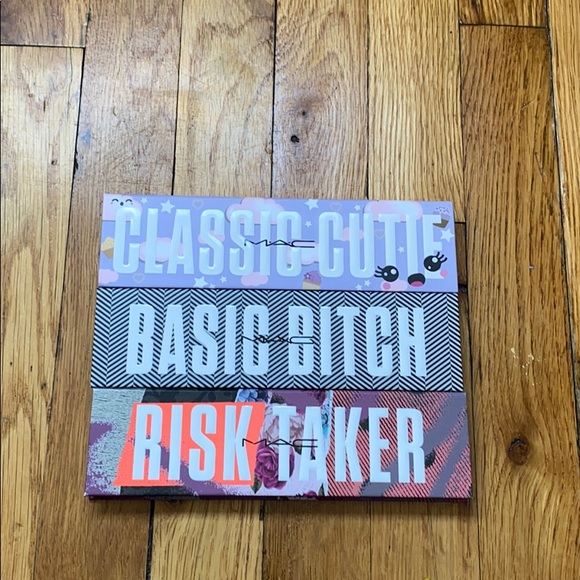 CLASSIC CUTIE
MAC
BASIC BITCH
MAC
RISK TAKER
MAC